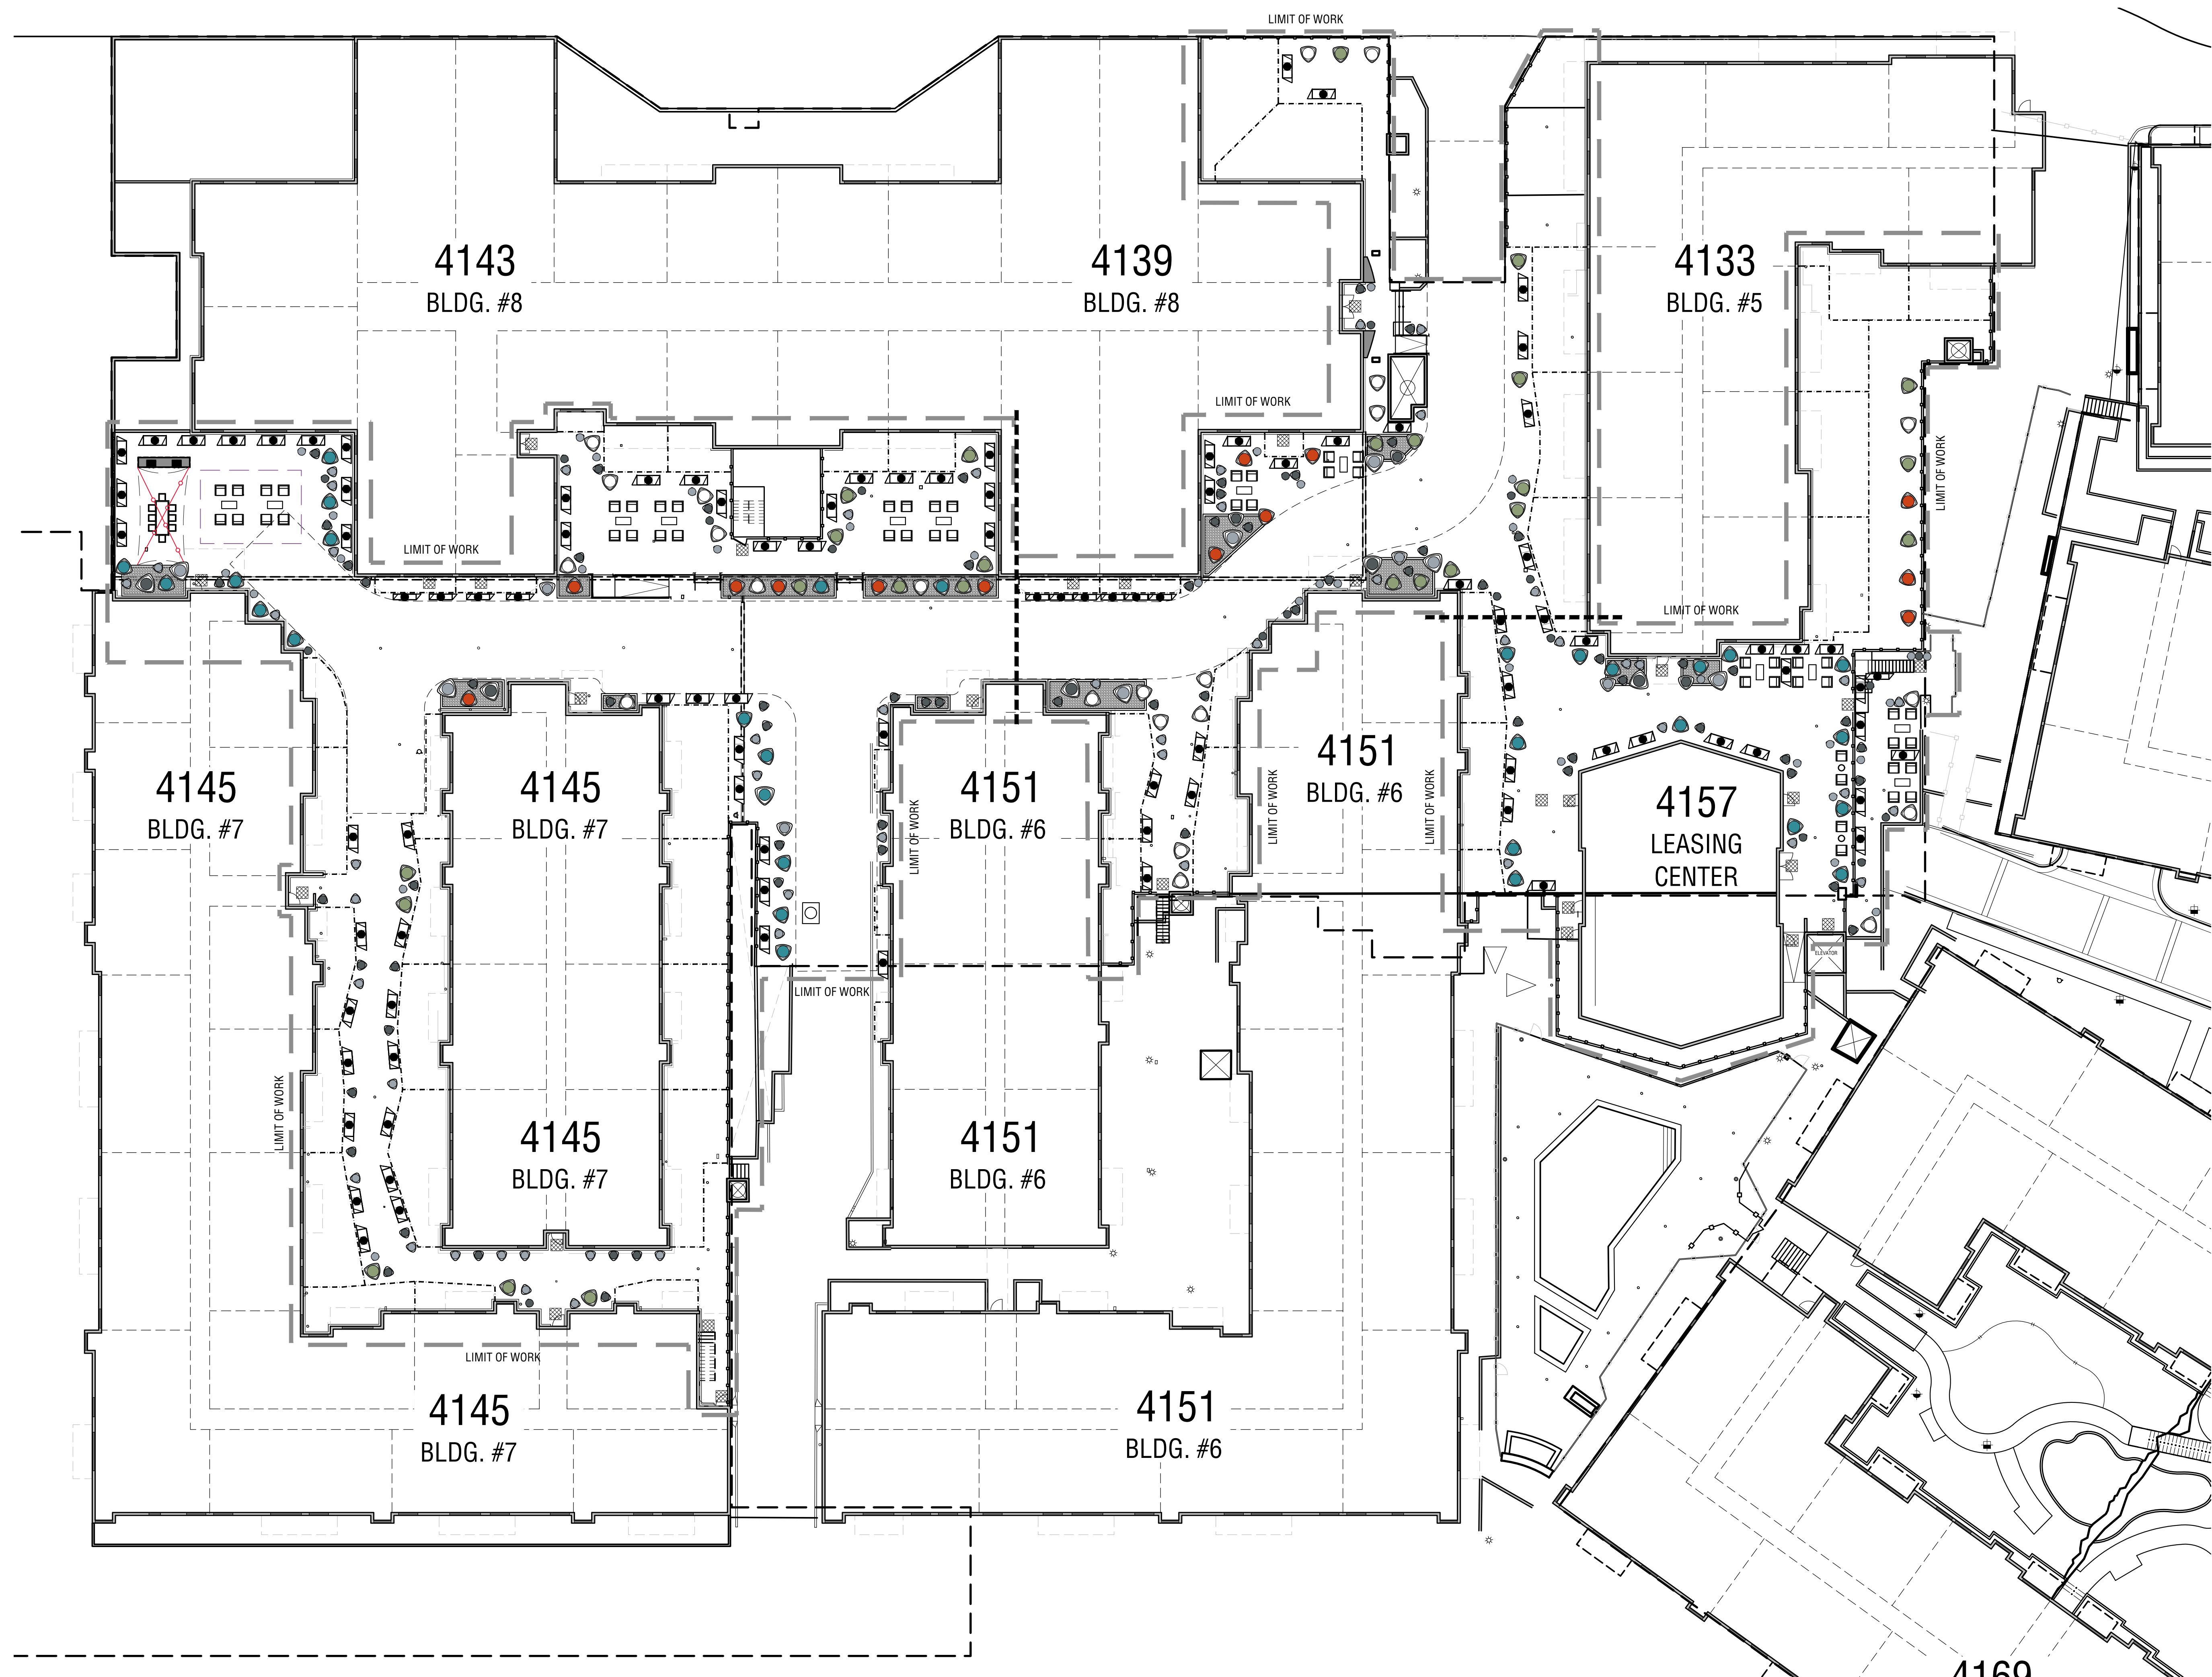 LIMIT OF WORK
4143
BLDG. #8
4139
BLDG. #8
4133
BLDG. #5
LIMIT OF WORK
LIMIT OF WORK
LIMIT OF WORK
LIMIT OF WORK
4145
BLDG. #7
4145
BLDG. #7
4151
BLDG. #6
4151
BLDG. #6
4157
LEASING
CENTER
LIMIT OF WORK
LIMIT OF WORK
LIMIT OF WORK
ELEVATOR
LIMIT OF WORK
LIMIT OF WORK
4145
BLDG. #7
4151
BLDG. #6
LIMIT OF WORK
4145
BLDG. #7
4151
BLDG. #6
4169